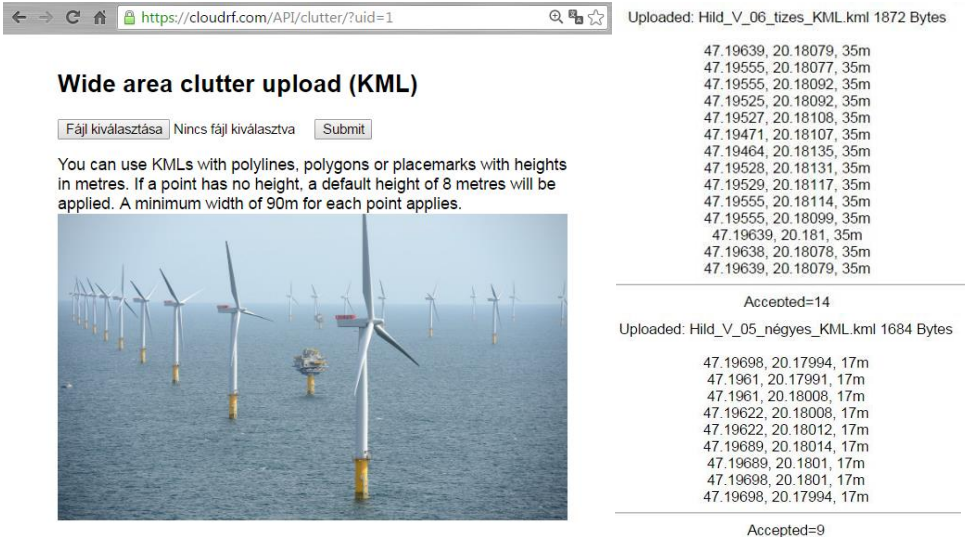 https://cloudrf.com/API/clutter/?uid=1
Wide area clutter upload (KML)
Fájl kiválasztása Nincs fájl kiválasztva Submit
You can use KMLs with polylines, polygons or placemarks with heights
in metres. If a point has no height, a default height of 8 metres will be
applied. A minimum width of 90m for each point applies.
Uploaded: Hild_V_06_tizes_KML.kml 1872 Bytes
47.19639, 20.18079, 35m
47.19555, 20.18077, 35m
47.19555, 20.18092, 35m
47.19525, 20.18092, 35m
47.19527, 20.18108, 35m
47.19471, 20.18107, 35m
47.19464, 20.18135, 35m
47.19528, 20.18131, 35m
47.19529, 20.18117, 35m
47.19555, 20.18114, 35m
47.19555, 20.18099, 35m
47.19639, 20.181, 35m
47.19638, 20.18078, 35m
47.19639, 20.18079, 35m
Accepted=14
Uploaded: Hild_V_05_négyes_KML.kml 1684 Bytes
47.19698, 20.17994, 17m
47.1961, 20.17991, 17m
47.1961, 20.18008, 17m
47.19622, 20.18008, 17m
47.19622, 20.18012, 17m
47.19689, 20.18014, 17m
47.19689, 20.1801, 17m
47.19698, 20.1801, 17m
47.19698, 20.17994, 17m
Accepted=9